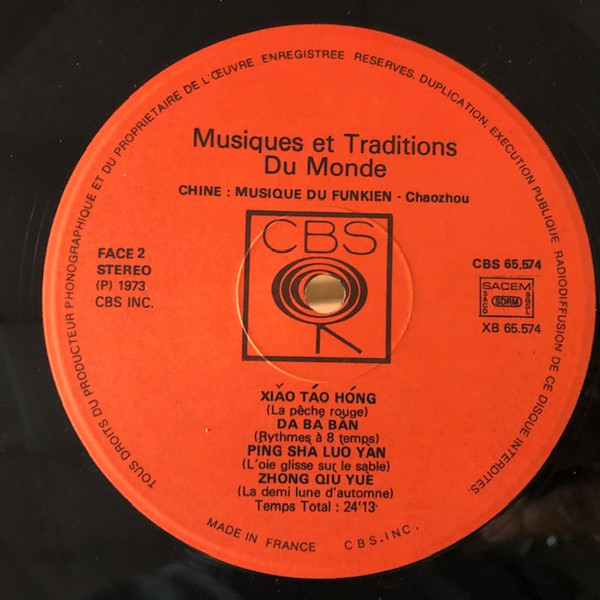 TOUS DROITS DU PRODUCTEUR PHONOGRAPHIQUE ET DU PROPRIETAIRE DE L'ŒUVRE ENREGISTREE RESERVES. DUPLICATION, EXECUTION PUBLIQUE RADIODIFFUSION DE CE DISQUE INTERDITES.
Musiques et Traditions
Du Monde
CHINE : MUSIQUE DU FUNKIEN - Chaozhou
CBS
FACE 2
STEREO
(P) 1973
CBS INC.
CBS 65.574
SACEM
SACD
SDRM
SGDL
XB 65.574
XIǍO TÁO HÓNG
(La pêche rouge)
DA BA BAN
(Rythmes à 8 temps)
PING SHA LUO YAN
(L'oie glisse sur le sable)
ZHONG QIU YUÈ
(La demi lune d'automne)
Temps Total : 24'13
MADE IN FRANCE CBS.INC.